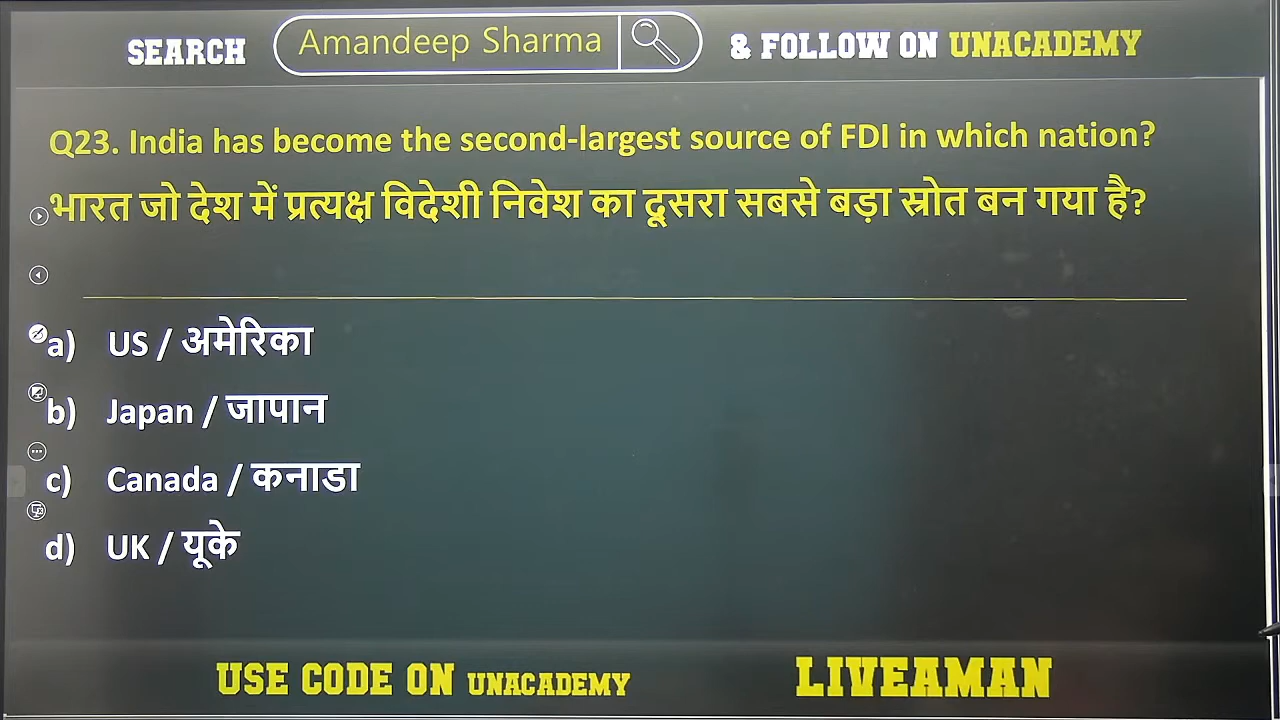 SEARCH Amandeep Sharma & FOLLOW ON UNACADEMY
Q23. India has become the second-largest source of FDI in which nation?
भारत जो देश में प्रत्यक्ष विदेशी निवेश का दूसरा सबसे बड़ा स्रोत बन गया है?
a) US / अमेरिका
b) Japan / जापान
c) Canada / कनाडा
d) UK / यूके
USE CODE ON UNACADEMY LIVEAMAN